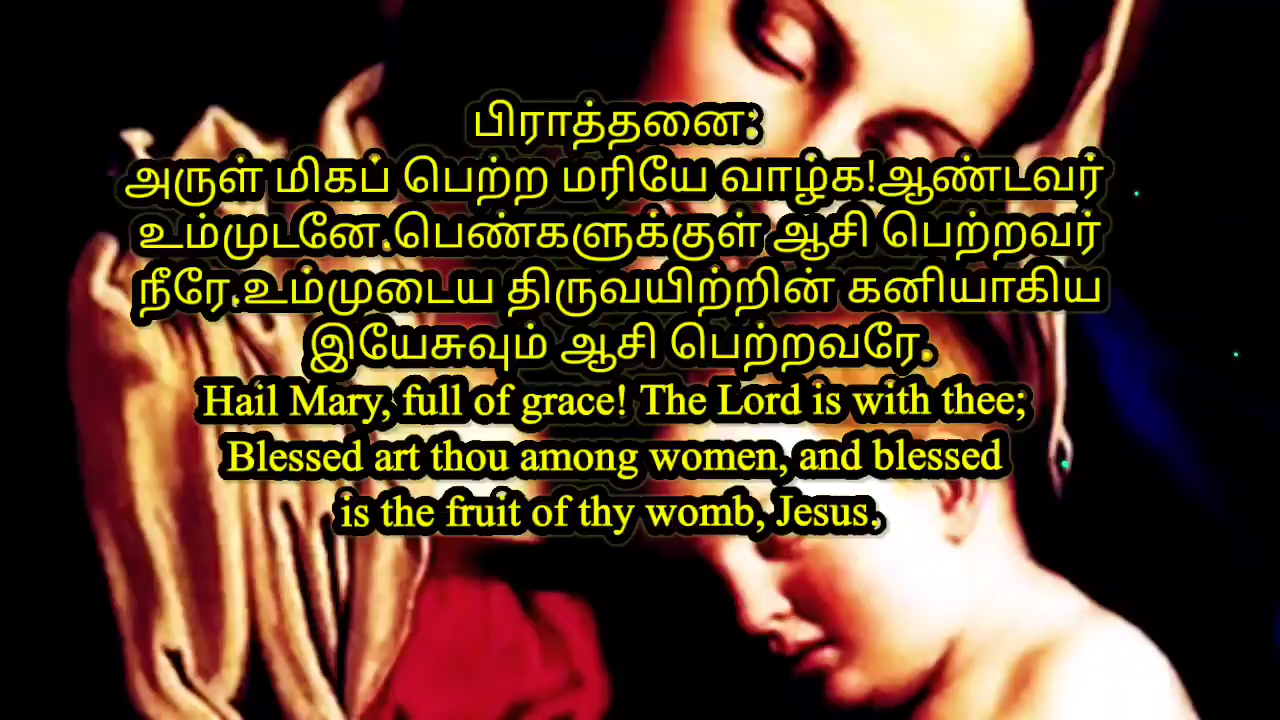 பிராத்தனை:
அருள் மிகப் பெற்ற மரியே வாழ்க!ஆண்டவர்
உம்முடனே.பெண்களுக்குள் ஆசி பெற்றவர்
நீரே.உம்முடைய திருவயிற்றின் கனியாகிய
இயேசுவும் ஆசி பெற்றவரே.
Hail Mary, full of grace! The Lord is with thee;
Blessed art thou among women, and blessed
is the fruit of thy womb, Jesus.